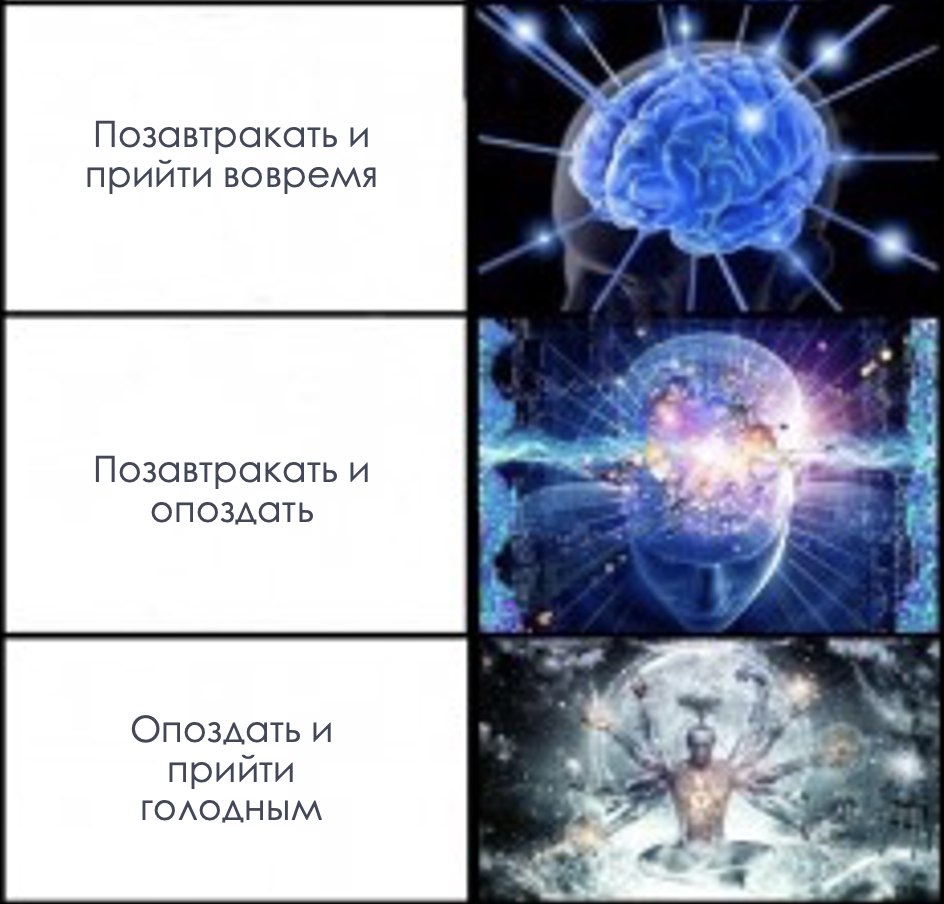 Позавтракать и
прийти вовремя
Позавтракать и
опоздать
Опоздать и
прийти
голодным